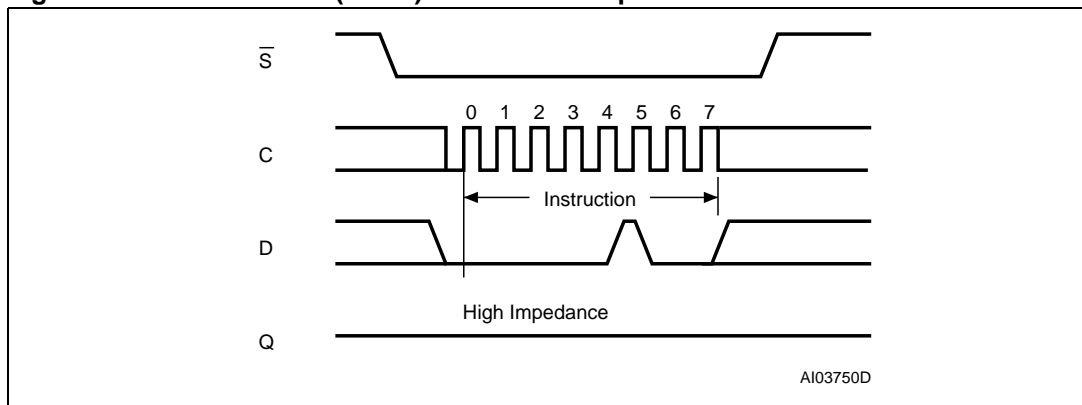 S̅
0 1 2 3 4 5 6 7
C
Instruction
D
High Impedance
Q
AI03750D